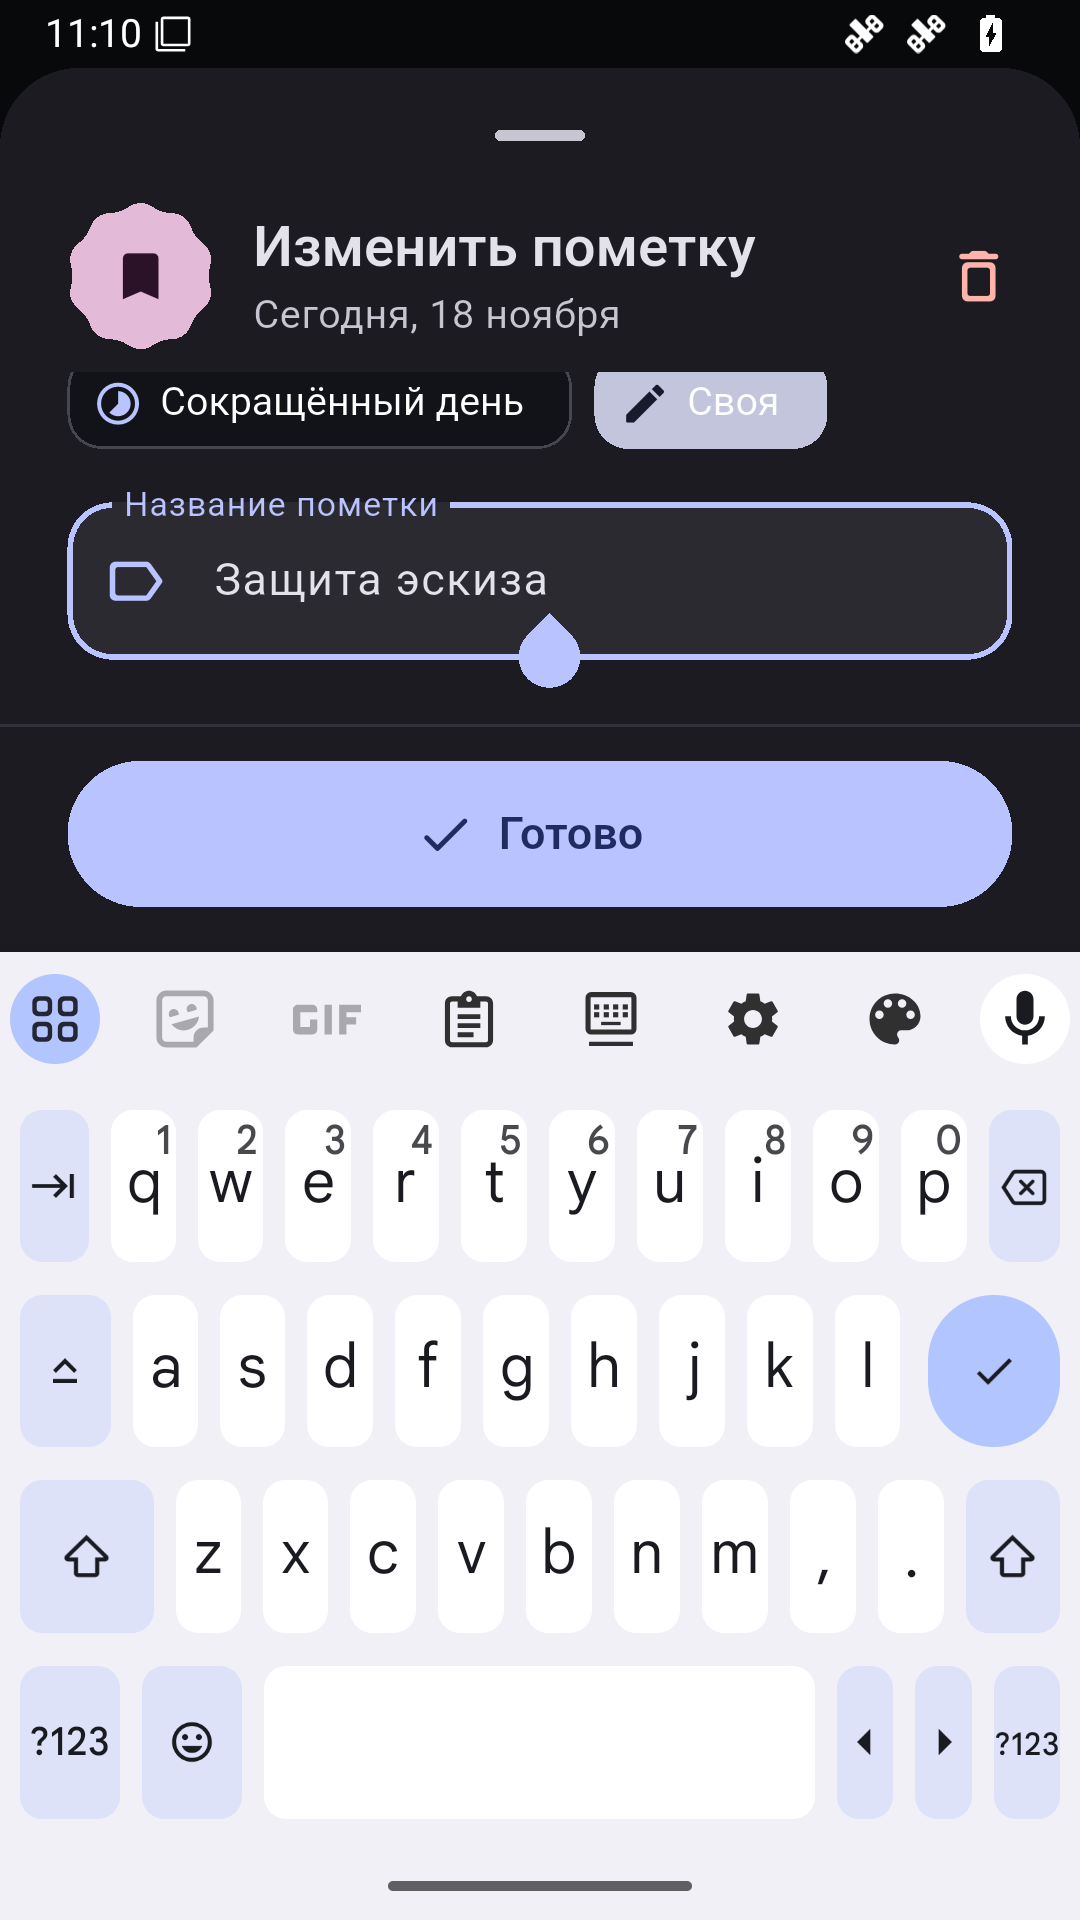 11:10
Изменить пометку
Сегодня, 18 ноября
Сокращённый день
Своя
Название пометки
Защита эскиза
Готово
GIF
1 2 3 4 5 6 7 8 9 0
q w e r t y u i o p
a s d f g h j k l
z x c v b n m , .
?123 ?123